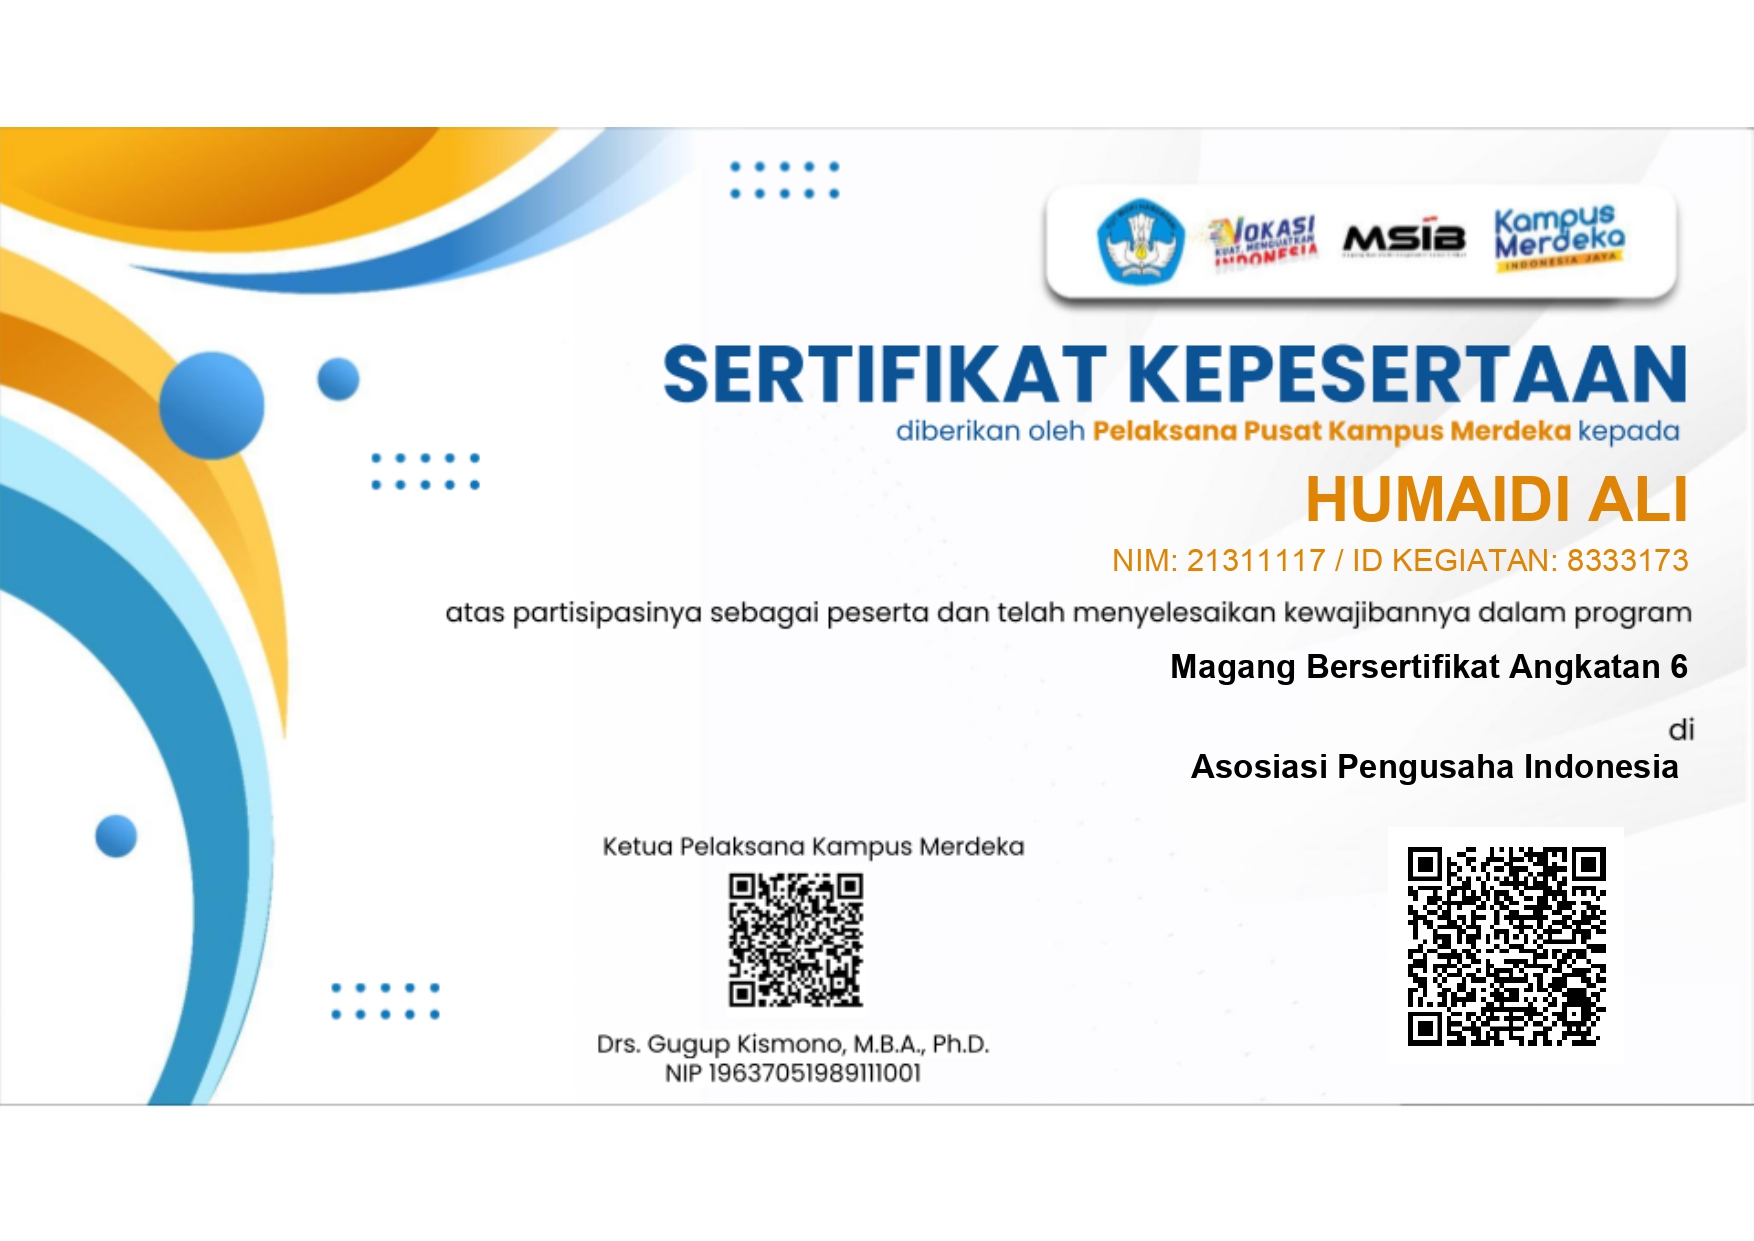 VOKASI
KUAT, MENGUATKAN
INDONESIA
MSIB
Kampus
Merdeka
INDONESIA JAYA
SERTIFIKAT KEPESERTAAN
diberikan oleh Pelaksana Pusat Kampus Merdeka kepada
HUMAIDI ALI
NIM: 21311117 / ID KEGIATAN: 8333173
atas partisipasinya sebagai peserta dan telah menyelesaikan kewajibannya dalam program
Magang Bersertifikat Angkatan 6
di
Asosiasi Pengusaha Indonesia
Ketua Pelaksana Kampus Merdeka
Drs. Gugup Kismono, M.B.A., Ph.D.
NIP 19637051989111001